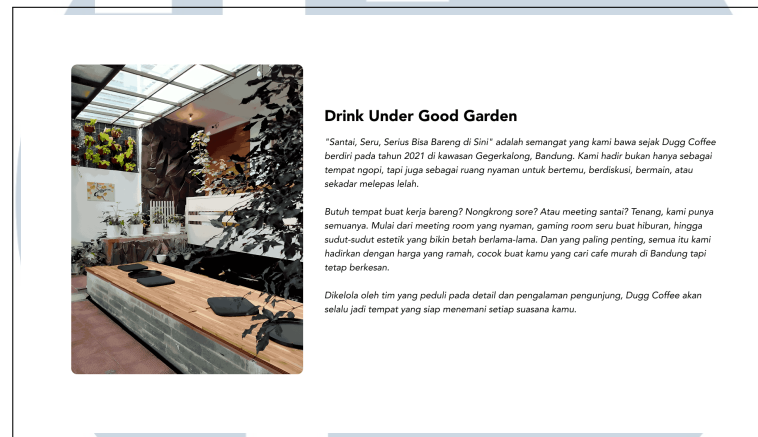 Drink Under Good Garden
"Santai, Seru, Serius Bisa Bareng di Sini" adalah semangat yang kami bawa sejak Dugg Coffee
berdiri pada tahun 2021 di kawasan Gegerkalong, Bandung. Kami hadir bukan hanya sebagai
tempat ngopi, tapi juga sebagai ruang nyaman untuk bertemu, berdiskusi, bermain, atau
sekadar melepas lelah.
Butuh tempat buat kerja bareng? Nongkrong sore? Atau meeting santai? Tenang, kami punya
semuanya. Mulai dari meeting room yang nyaman, gaming room seru buat hiburan, hingga
sudut-sudut estetik yang bikin betah berlama-lama. Dan yang paling penting, semua itu kami
hadirkan dengan harga yang ramah, cocok buat kamu yang cari cafe murah di Bandung tapi
tetap berkesan.
Dikelola oleh tim yang peduli pada detail dan pengalaman pengunjung, Dugg Coffee akan
selalu jadi tempat yang siap menemani setiap suasana kamu.